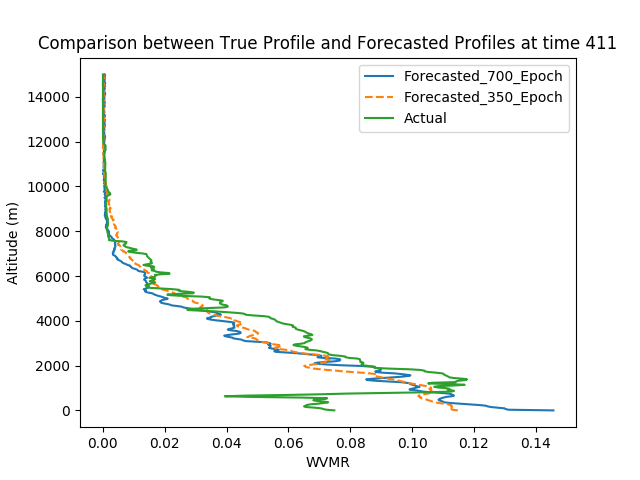 Comparison between True Profile and Forecasted Profiles at time 411
Forecasted_700_Epoch
Forecasted_350_Epoch
Actual
Altitude (m)
14000
12000
10000
8000
6000
4000
2000
0
0.00 0.02 0.04 0.06 0.08 0.10 0.12 0.14
WVMR